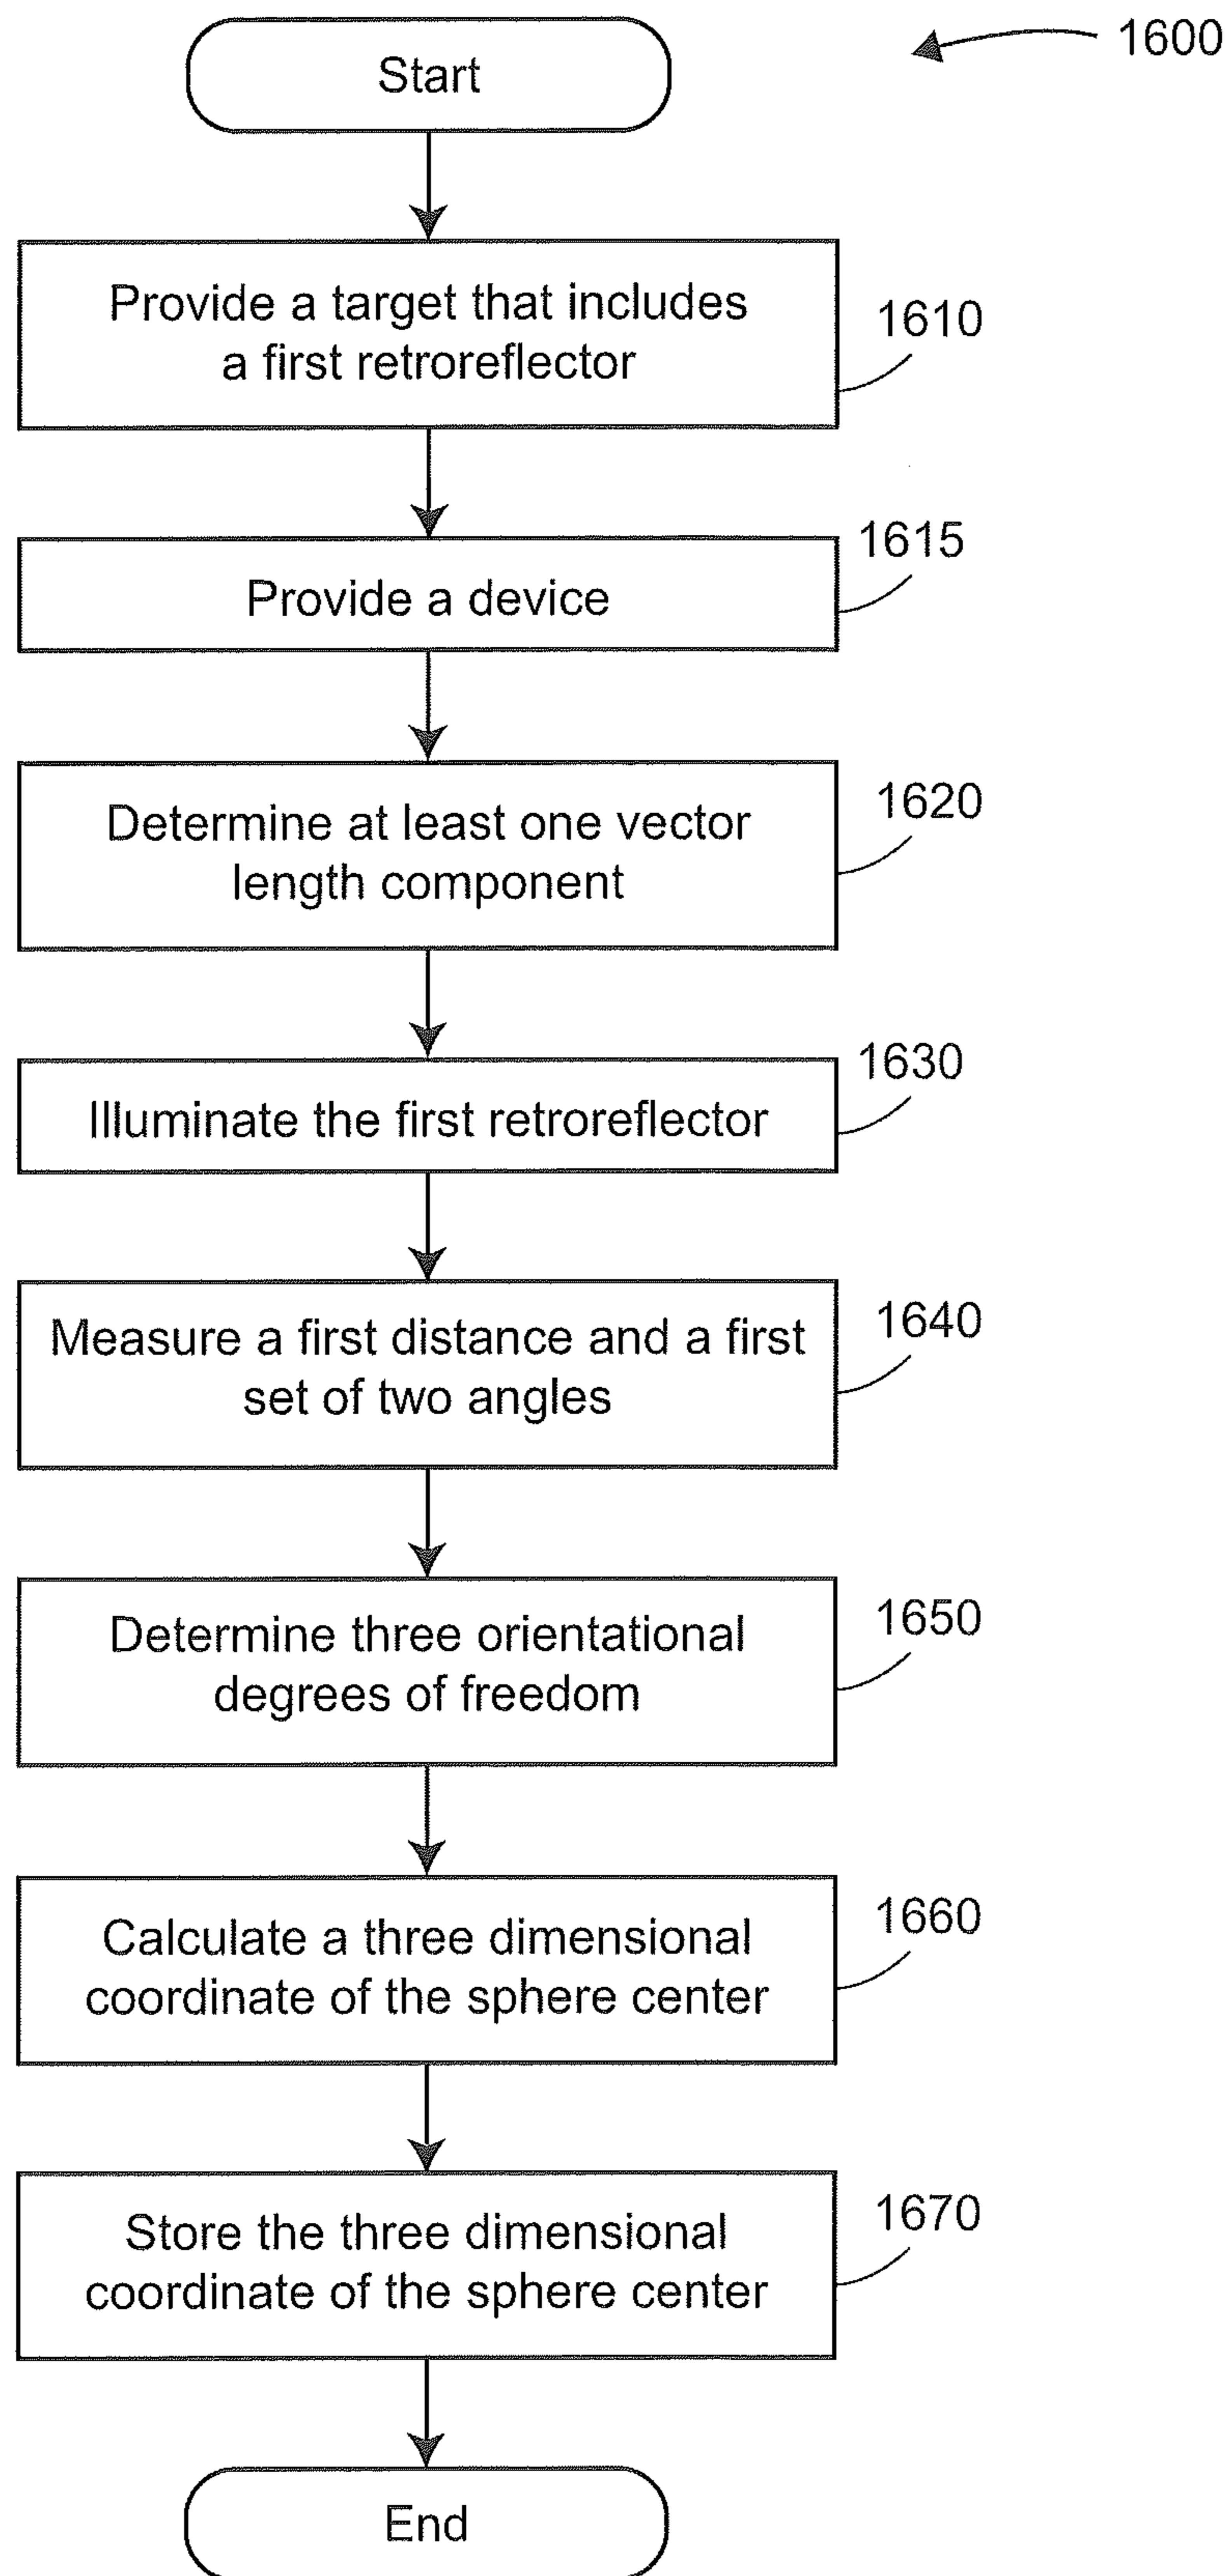 1600
Start
Provide a target that includes
a first retroreflector
1610
Provide a device
1615
Determine at least one vector
length component
1620
Illuminate the first retroreflector
1630
Measure a first distance and a first
set of two angles
1640
Determine three orientational
degrees of freedom
1650
Calculate a three dimensional
coordinate of the sphere center
1660
Store the three dimensional
coordinate of the sphere center
1670
End